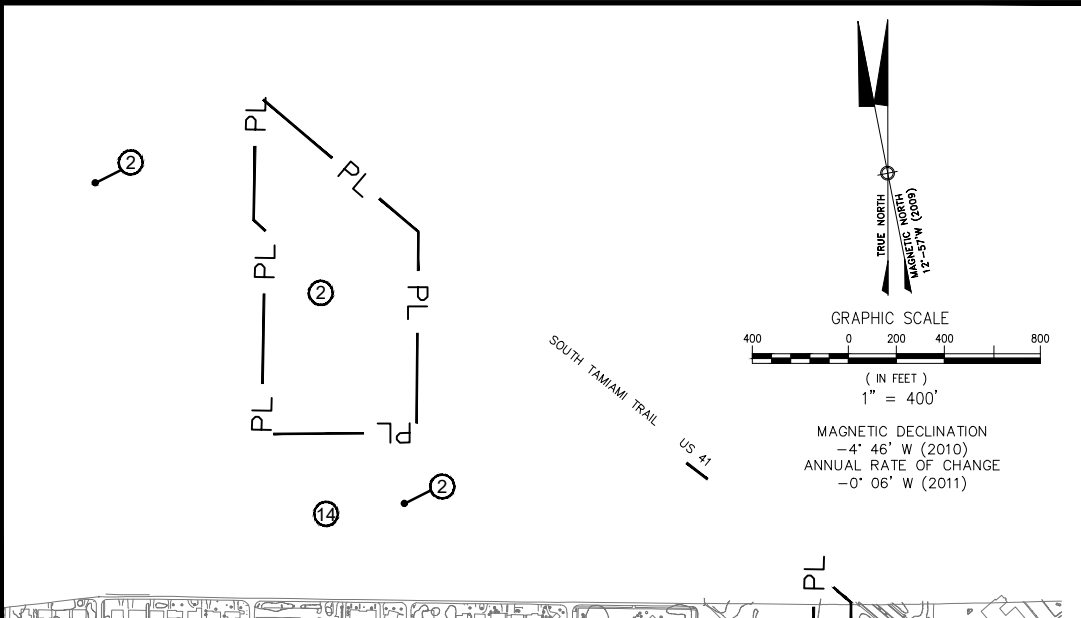 PL
PL
2
PL
PL
2
PL
PL
PL
2
14
SOUTH TAMIAMI TRAIL
US 41
TRUE NORTH
MAGNETIC NORTH
12°-57'W (2009)
GRAPHIC SCALE
400 0 200 400 800
( IN FEET )
1" = 400'
MAGNETIC DECLINATION
-4° 46' W (2010)
ANNUAL RATE OF CHANGE
-0° 06' W (2011)
PL